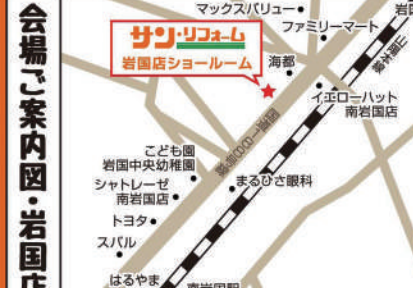 会場ご案内図・岩国店
マックスバリュー
ファミリーマート
岩国
山陽本線
サン・リフォーム
岩国店ショールーム
海都
イエローハット
南岩国店
国道188号線
こども園
岩国中央幼稚園
まるひさ眼科
シャトレーゼ
南岩国店
トヨタ
スバル
はるやま
南岩国駅